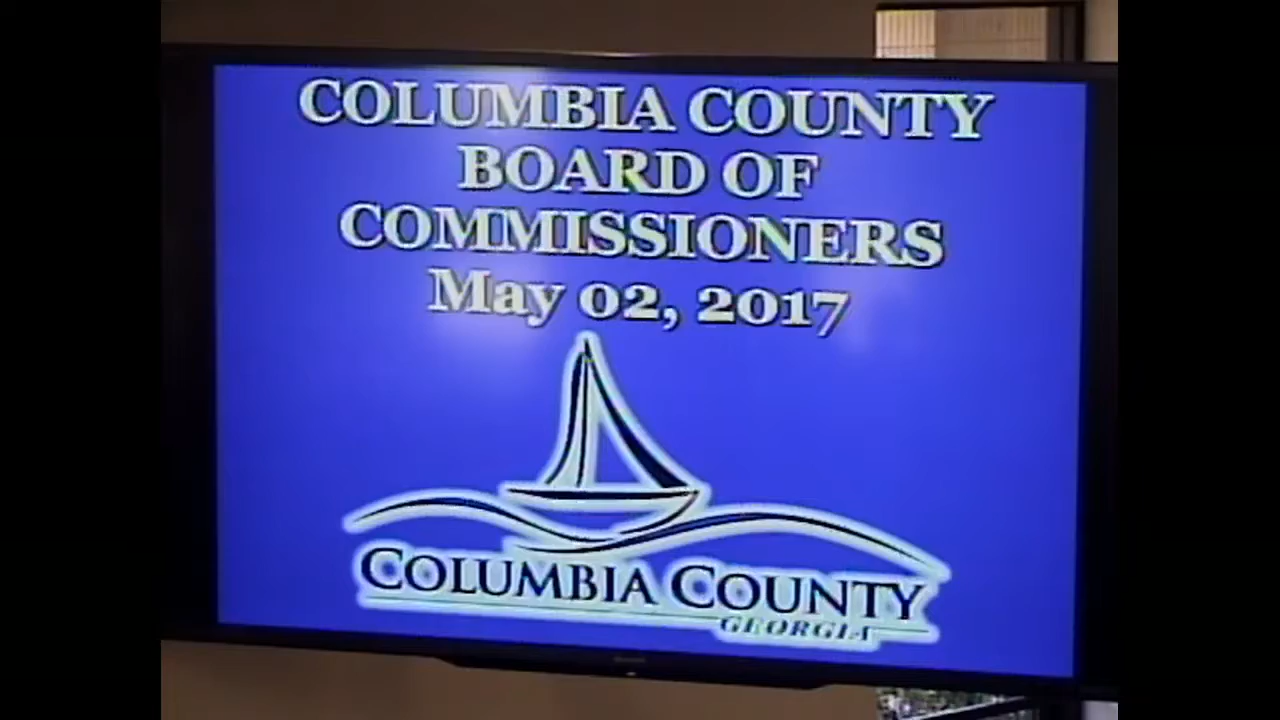 COLUMBIA COUNTY
BOARD OF
COMMISSIONERS
May 02, 2017
COLUMBIA COUNTY
GEORGIA